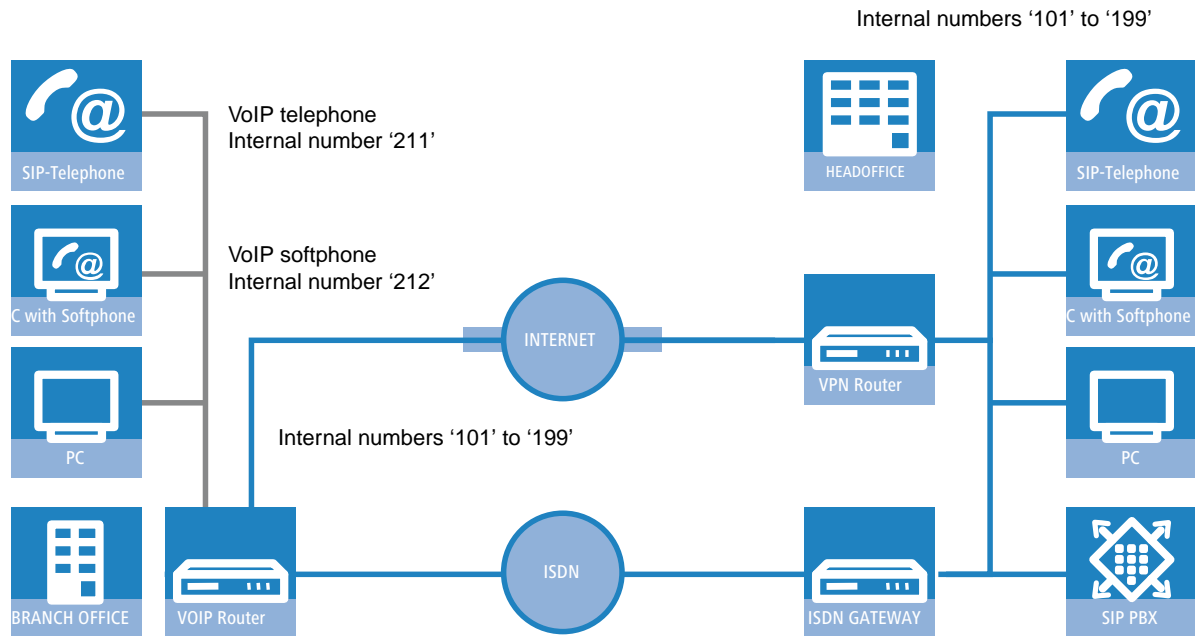 Internal numbers ‘101’ to ‘199’
SIP-Telephone
VoIP telephone
Internal number ‘211’
HEADOFFICE
SIP-Telephone
C with Softphone
VoIP softphone
Internal number ‘212’
C with Softphone
INTERNET
VPN Router
PC
Internal numbers ‘101’ to ‘199’
PC
BRANCH OFFICE
VOIP Router
ISDN
ISDN GATEWAY
SIP PBX